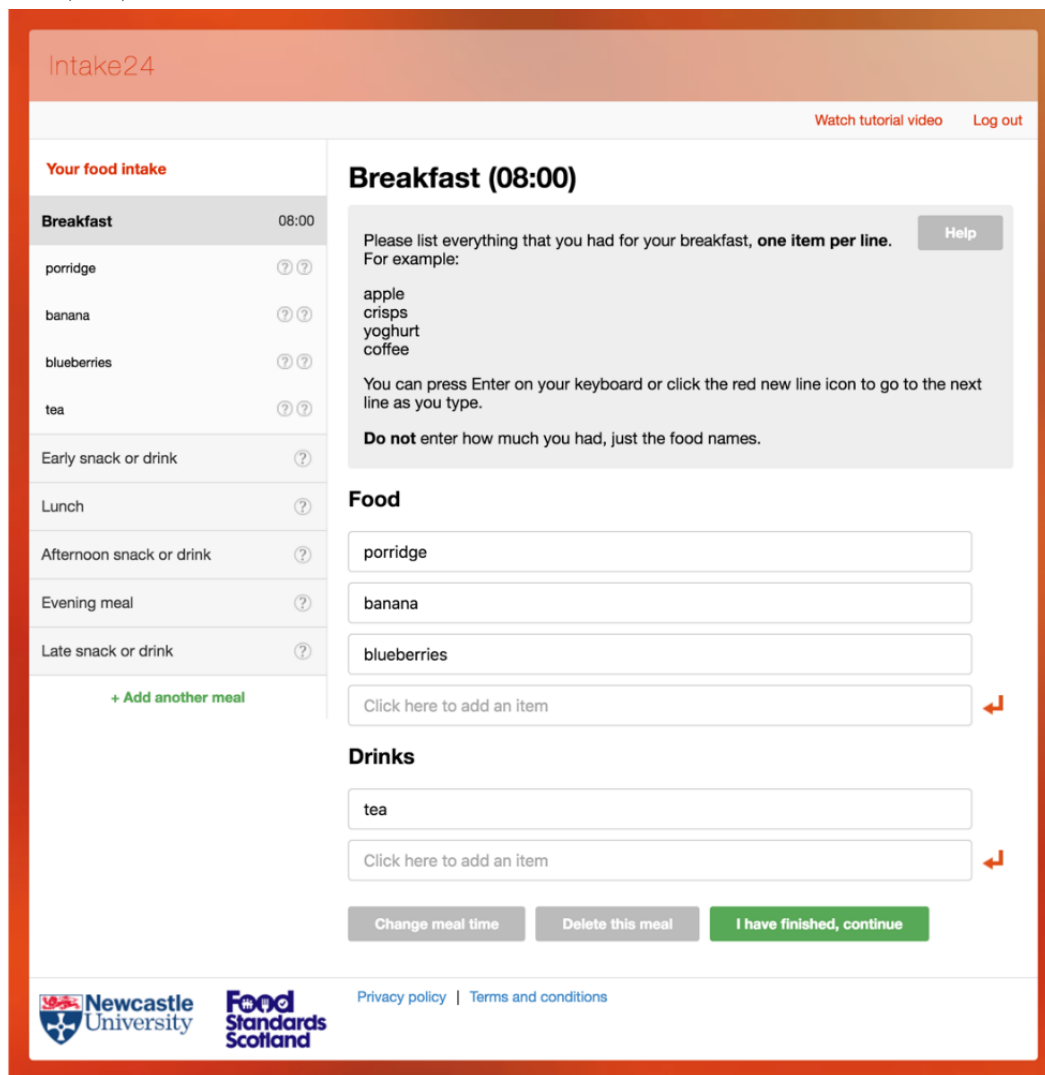 Intake24
Watch tutorial video Log out
Your food intake
Breakfast 08:00
porridge
banana
blueberries
tea
Early snack or drink
Lunch
Afternoon snack or drink
Evening meal
Late snack or drink
+ Add another meal
Breakfast (08:00)
Help
Please list everything that you had for your breakfast, one item per line.
For example:
apple
crisps
yoghurt
coffee
You can press Enter on your keyboard or click the red new line icon to go to the next
line as you type.
Do not enter how much you had, just the food names.
Food
porridge
banana
blueberries
Click here to add an item
Drinks
tea
Click here to add an item
Change meal time Delete this meal I have finished, continue
Newcastle
University
Food
Standards
Scotland
Privacy policy | Terms and conditions